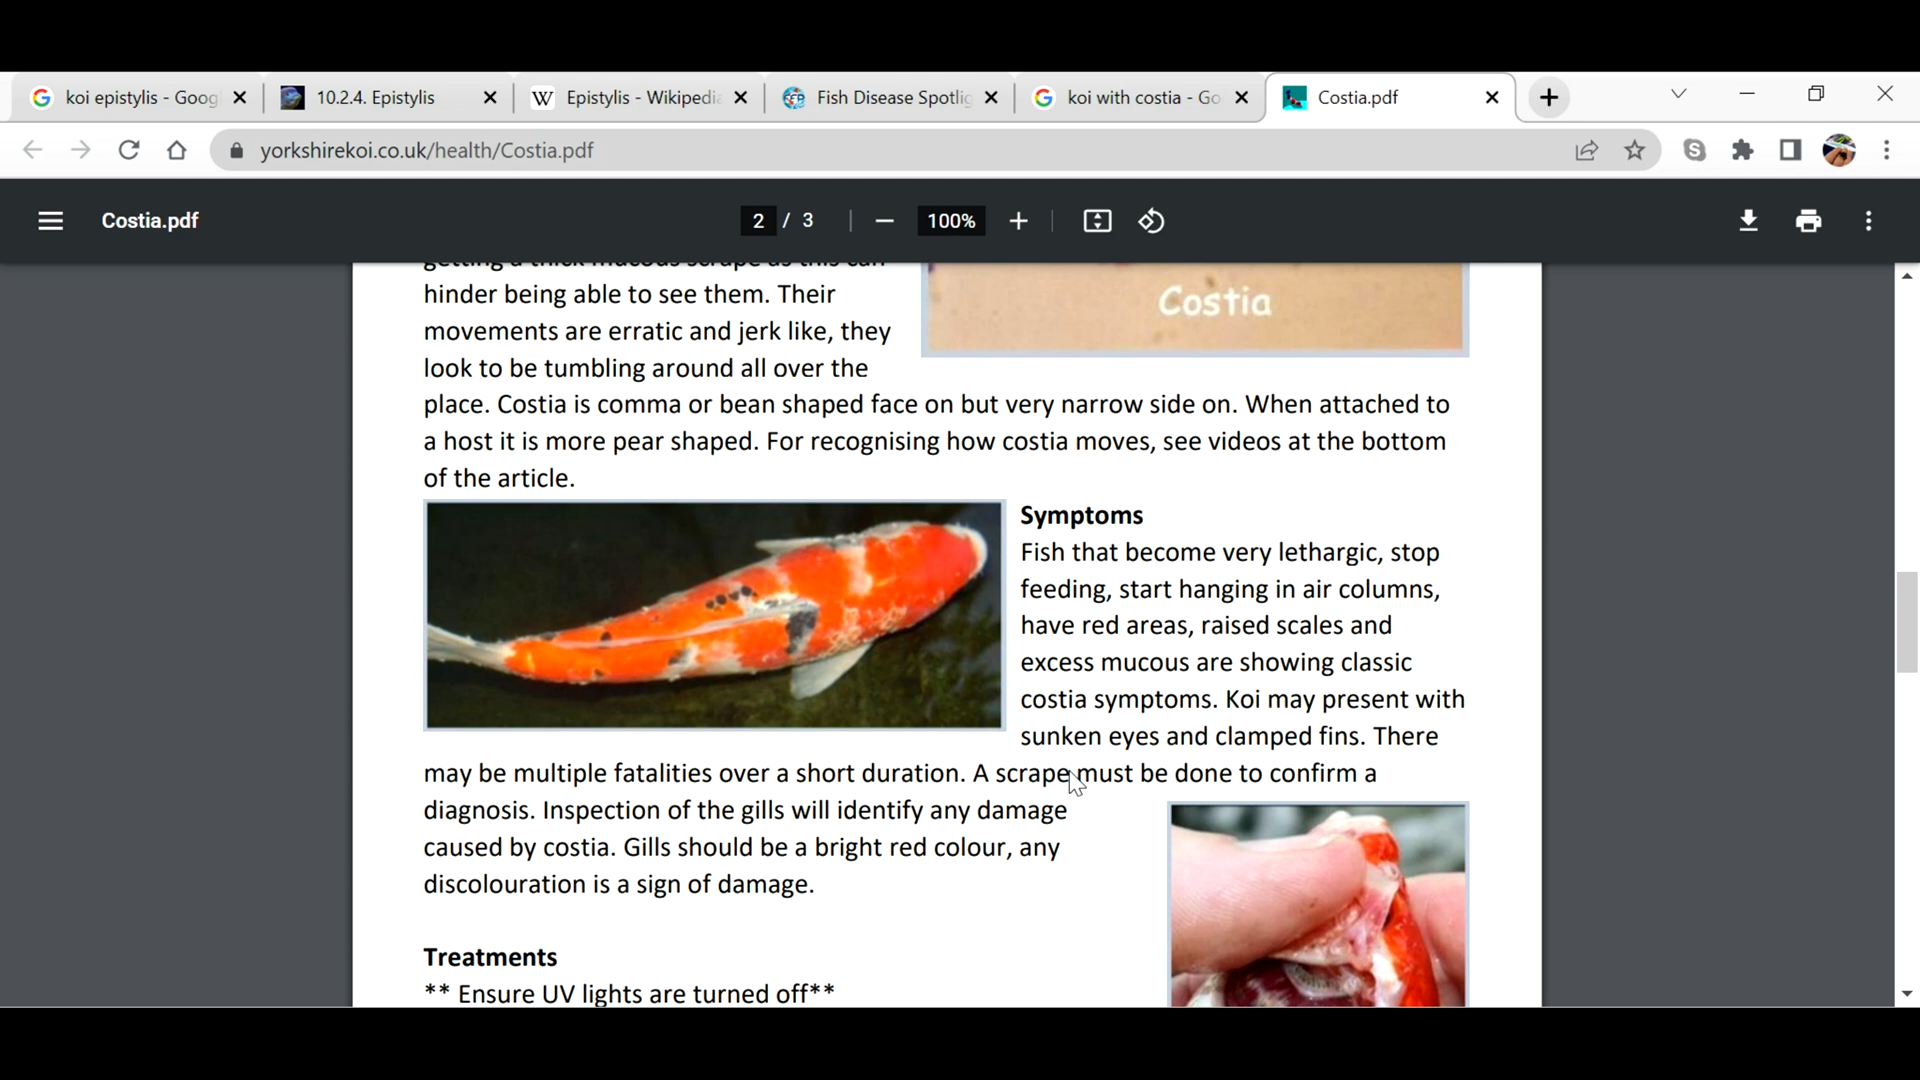 koi epistylis - Goog
10.2.4. Epistylis
Epistylis - Wikipedia
Fish Disease Spotlig
koi with costia - Go
Costia.pdf
yorkshirekoi.co.uk/health/Costia.pdf
Costia.pdf
2 / 3
100%
getting a thick mucous scrape as this can
hinder being able to see them. Their
Costia
movements are erratic and jerk like, they
look to be tumbling around all over the
place. Costia is comma or bean shaped face on but very narrow side on. When attached to
a host it is more pear shaped. For recognising how costia moves, see videos at the bottom
of the article.
Symptoms
Fish that become very lethargic, stop
feeding, start hanging in air columns,
have red areas, raised scales and
excess mucous are showing classic
costia symptoms. Koi may present with
sunken eyes and clamped fins. There
may be multiple fatalities over a short duration. A scrape must be done to confirm a
diagnosis. Inspection of the gills will identify any damage
caused by costia. Gills should be a bright red colour, any
discolouration is a sign of damage.
Treatments
** Ensure UV lights are turned off**